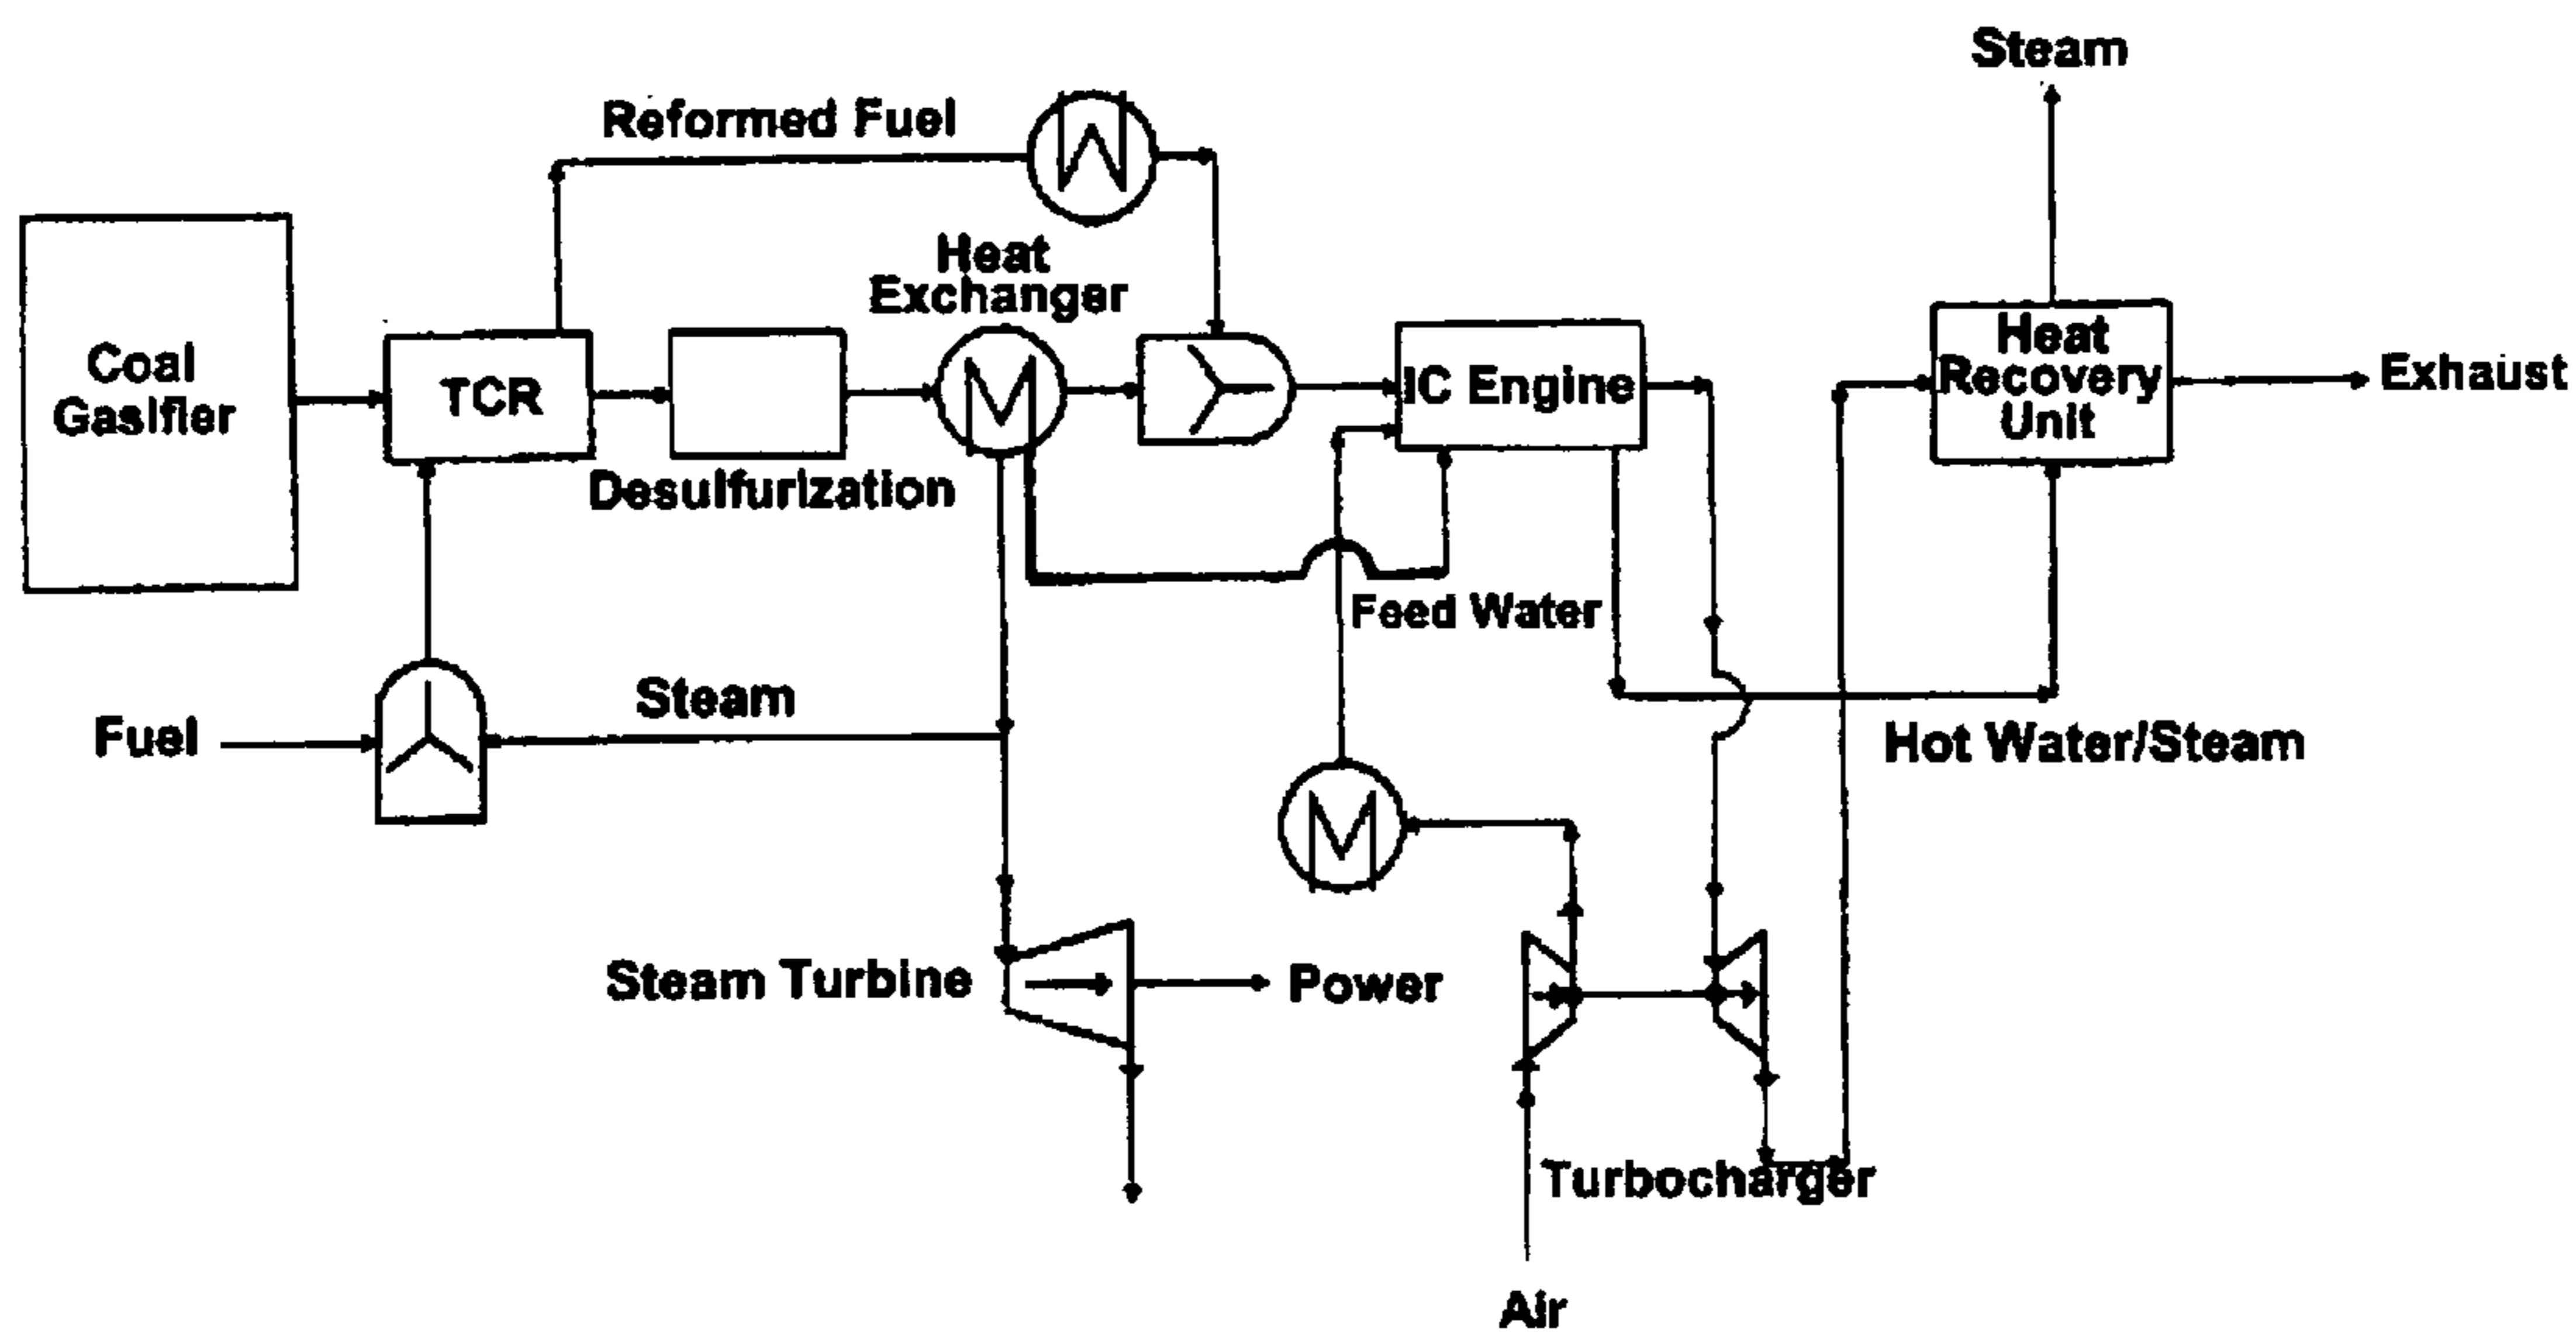 Steam
Reformed Fuel
Heat
Exchanger
Coal
Gasifier
TCR
IC Engine
Heat
Recovery
Unit
Exhaust
Desulfurization
Feed Water
Steam
Fuel
Hot Water/Steam
Steam Turbine
Power
Turbocharger
Air